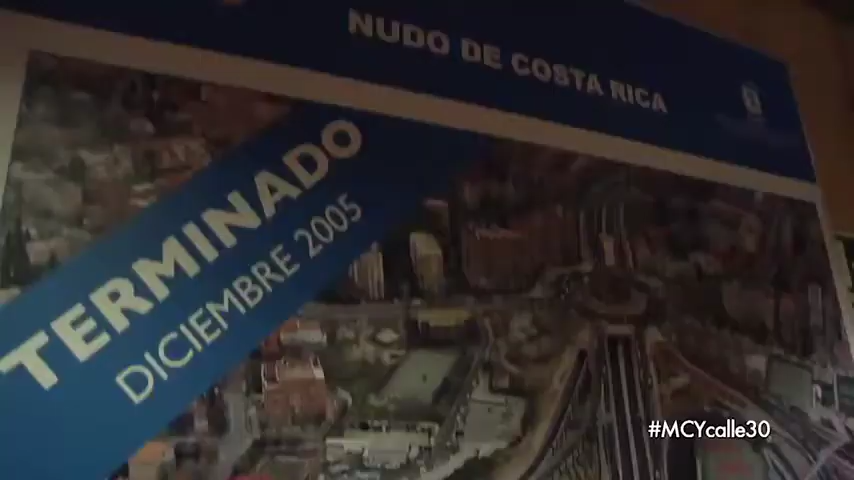 NUDO DE COSTA RICA
TERMINADO
DICIEMBRE 2005
#MCYcalle30